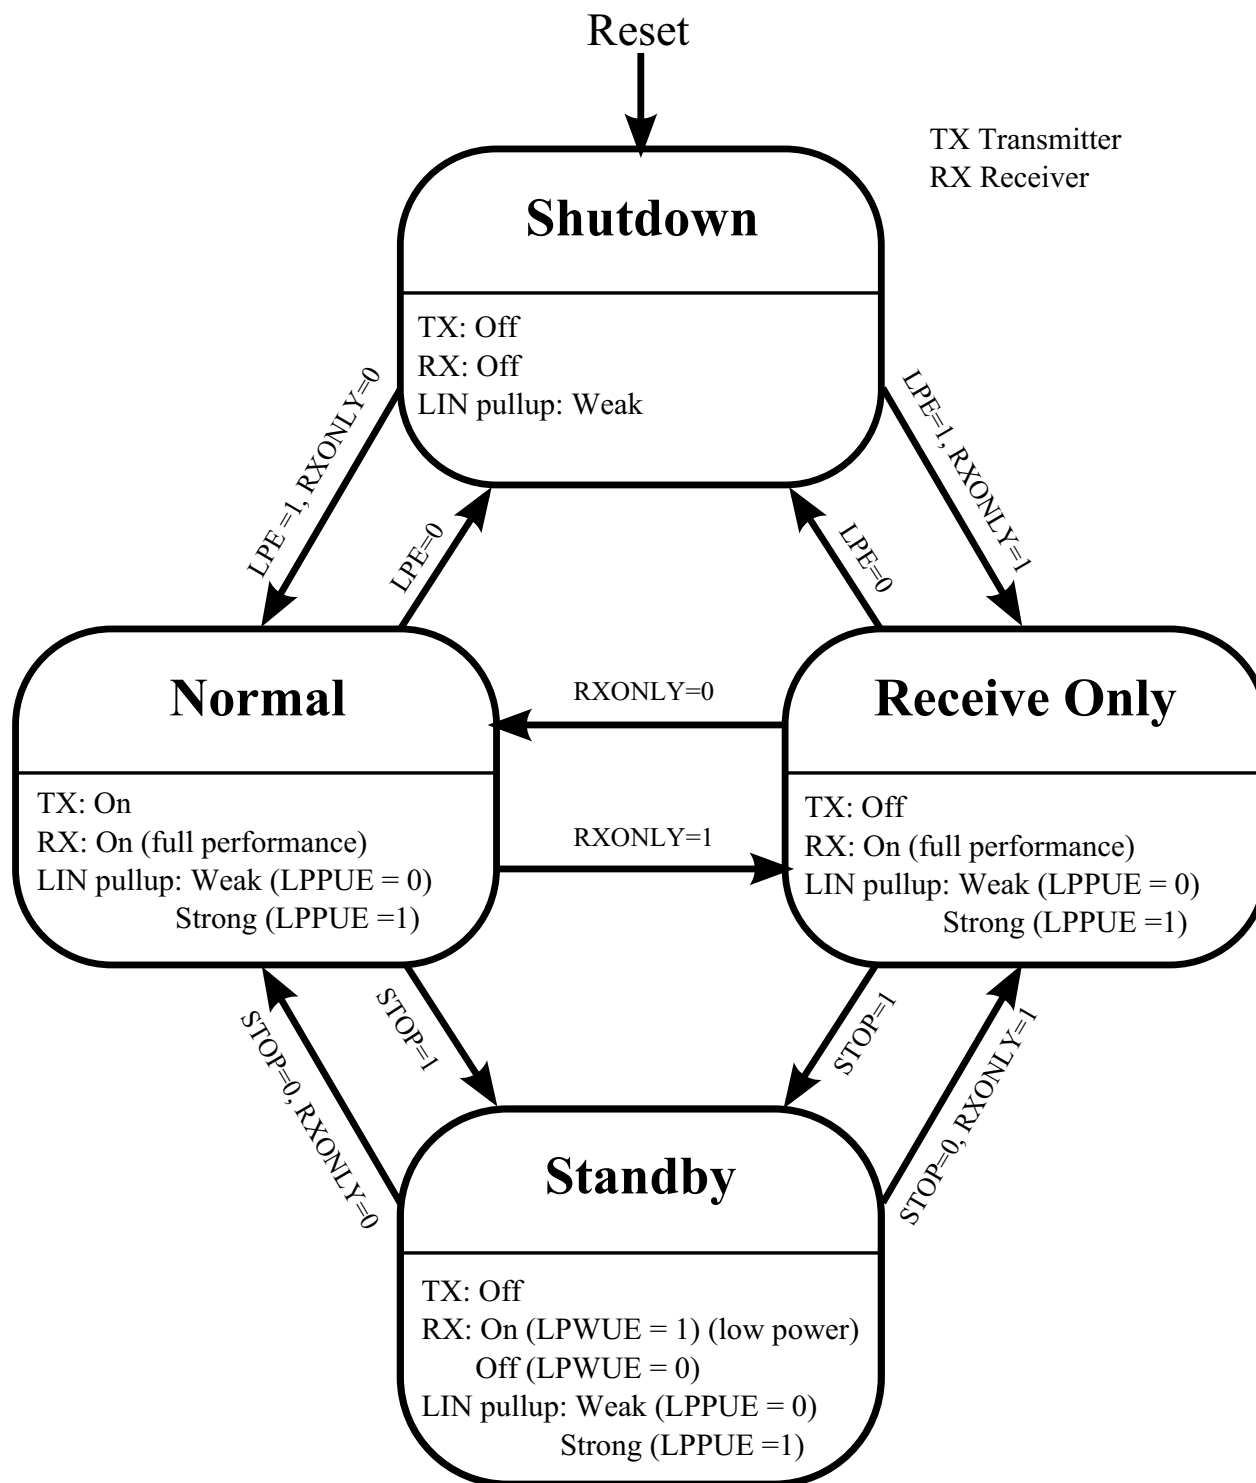 Reset
TX Transmitter
RX Receiver
Shutdown
TX: Off
RX: Off
LIN pullup: Weak
LPE =1, RXONLY=0
LPE=0
LPE=0
LPE=1, RXONLY=1
Normal
TX: On
RX: On (full performance)
LIN pullup: Weak (LPPUE = 0)
Strong (LPPUE =1)
RXONLY=0
RXONLY=1
Receive Only
TX: Off
RX: On (full performance)
LIN pullup: Weak (LPPUE = 0)
Strong (LPPUE =1)
STOP=0, RXONLY=0
STOP=1
STOP=1
STOP=0, RXONLY=1
Standby
TX: Off
RX: On (LPWUE = 1) (low power)
Off (LPWUE = 0)
LIN pullup: Weak (LPPUE = 0)
Strong (LPPUE =1)